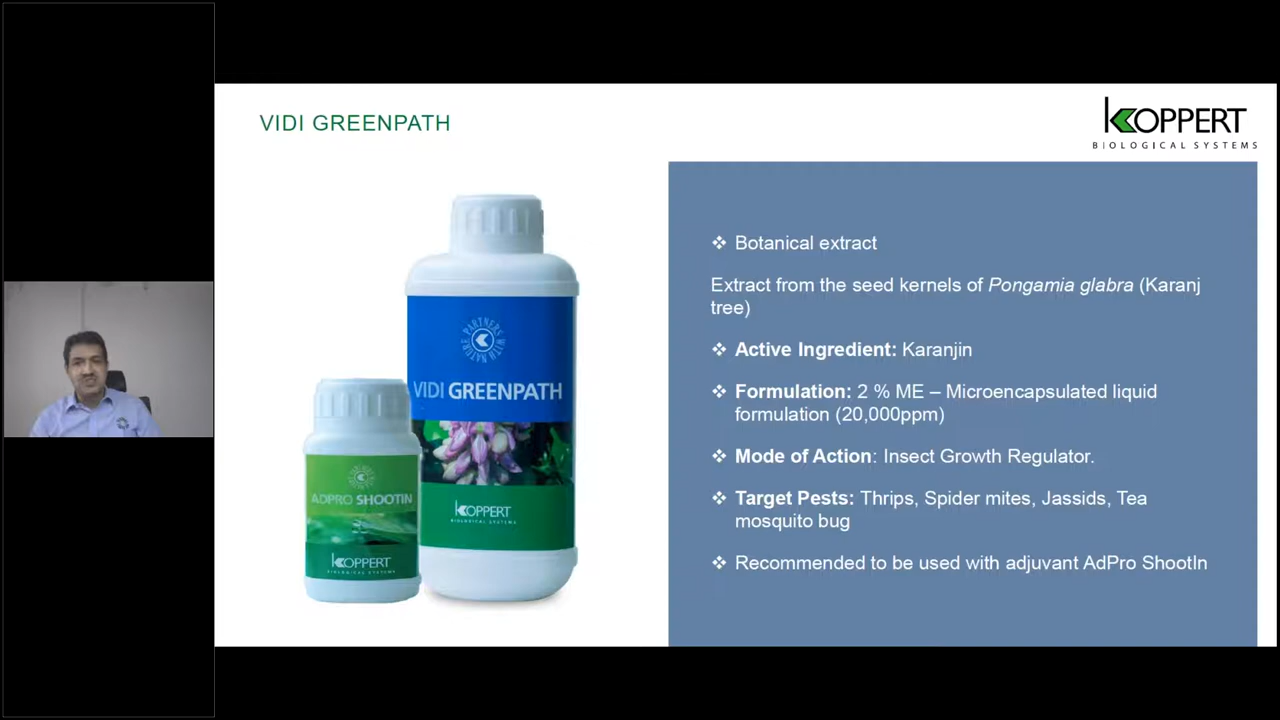 VIDI GREENPATH
KOPPERT
BIOLOGICAL SYSTEMS
PARTNERS WITH NATURE
VIDI GREENPATH
KOPPERT
BIOLOGICAL SYSTEMS
ADPRO SHOOTIN
KOPPERT
BIOLOGICAL SYSTEMS
❖ Botanical extract
Extract from the seed kernels of Pongamia glabra (Karanj
tree)
❖ Active Ingredient: Karanjin
❖ Formulation: 2 % ME – Microencapsulated liquid
formulation (20,000ppm)
❖ Mode of Action: Insect Growth Regulator.
❖ Target Pests: Thrips, Spider mites, Jassids, Tea
mosquito bug
❖ Recommended to be used with adjuvant AdPro ShootIn